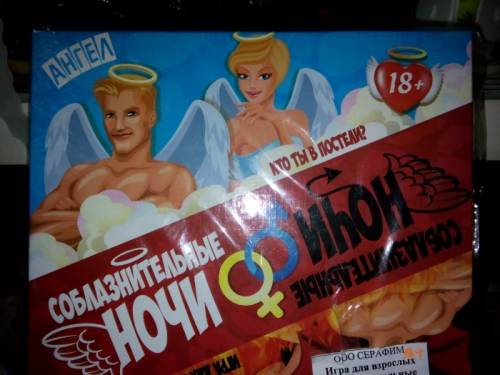 АНГЕЛ
18+
КТО ТЫ В ПОСТЕЛИ?
СОБЛАЗНИТЕЛЬНЫЕ
НОЧИ
СОБЛАЗНИТЕЛЬНЫЕ
НОЧИ
ООО СЕРАФИМ
Игра для взрослых